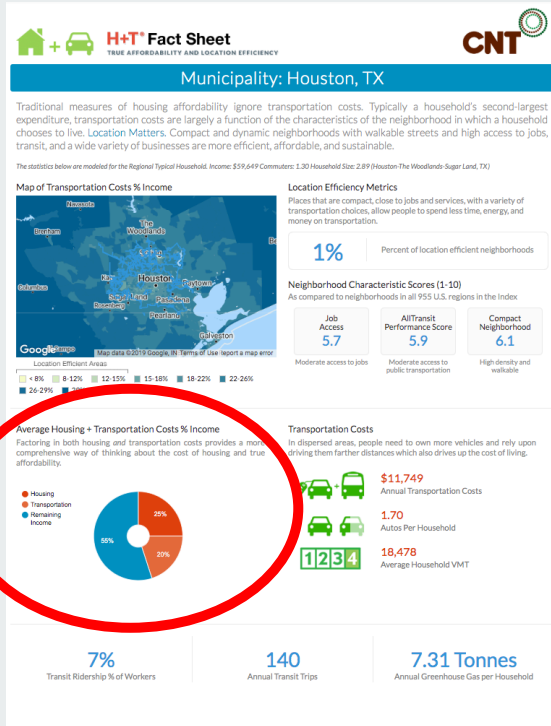 H+T® Fact Sheet
TRUE AFFORDABILITY AND LOCATION EFFICIENCY
CNT
Municipality: Houston, TX
Traditional measures of housing affordability ignore transportation costs. Typically a household's second-largest
expenditure, transportation costs are largely a function of the characteristics of the neighborhood in which a household
chooses to live. Location Matters. Compact and dynamic neighborhoods with walkable streets and high access to jobs,
transit, and a wide variety of businesses are more efficient, affordable, and sustainable.
The statistics below are modeled for the Regional Typical Household. Income: $59,649 Commuters: 1.30 Household Size: 2.89 (Houston-The Woodlands-Sugar Land, TX)
Map of Transportation Costs % Income
Navasota
Brenham
The
Woodlands
Spring
Be
Houston
Baytown
Columbus
Sugar Land
Pasadena
Rosenberg
Pearland
Galveston
Google
Map data ©2019 Google, IN Terms of Use Report a map error
Location Efficient Areas
< 8%
8-12%
12-15%
15-18%
18-22%
22-26%
26-29%
Location Efficiency Metrics
Places that are compact, close to jobs and services, with a variety of
transportation choices, allow people to spend less time, energy, and
money on transportation.
1%
Percent of location efficient neighborhoods
Neighborhood Characteristic Scores (1-10)
As compared to neighborhoods in all 955 U.S. regions in the Index
Job
Access
5.7
Moderate access to jobs
AllTransit
Performance Score
5.9
Moderate access to
public transportation
Compact
Neighborhood
6.1
High density and
walkable
Average Housing + Transportation Costs % Income
Factoring in both housing and transportation costs provides a more
comprehensive way of thinking about the cost of housing and true
affordability.
Housing
Transportation
Remaining
Income
25%
20%
55%
Transportation Costs
In dispersed areas, people need to own more vehicles and rely upon
driving them farther distances which also drives up the cost of living.
$11,749
Annual Transportation Costs
1.70
Autos Per Household
1234
18,478
Average Household VMT
7%
Transit Ridership % of Workers
140
Annual Transit Trips
7.31 Tonnes
Annual Greenhouse Gas per Household